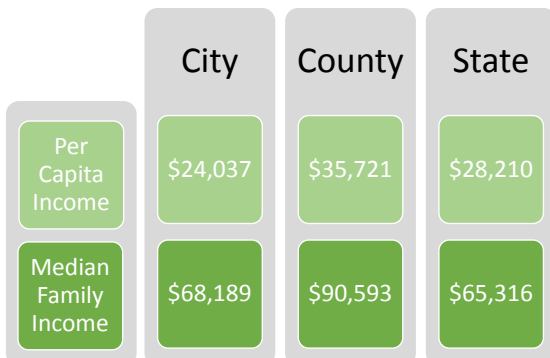 City County State
Per
Capita
Income
$24,037 $35,721 $28,210
Median
Family
Income
$68,189 $90,593 $65,316